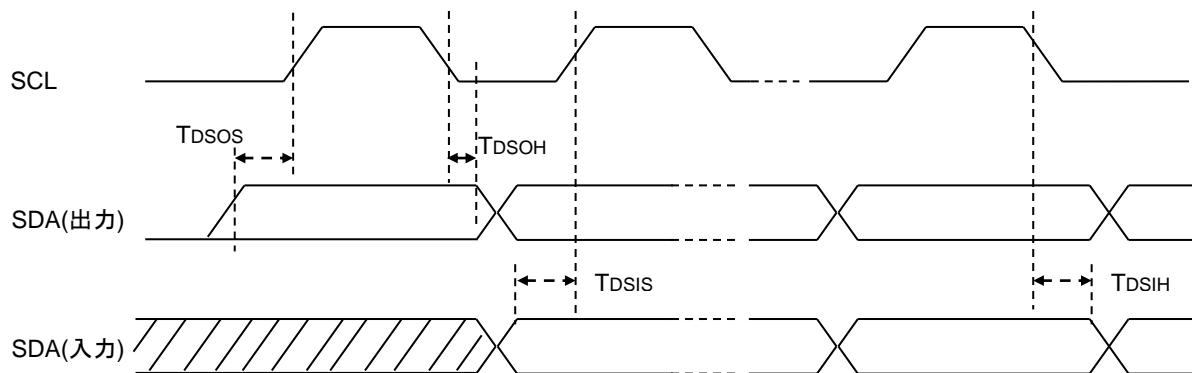 SCL
TDSOS
TDSOH
SDA(出力)
TDSIS
TDSIH
SDA(入力)